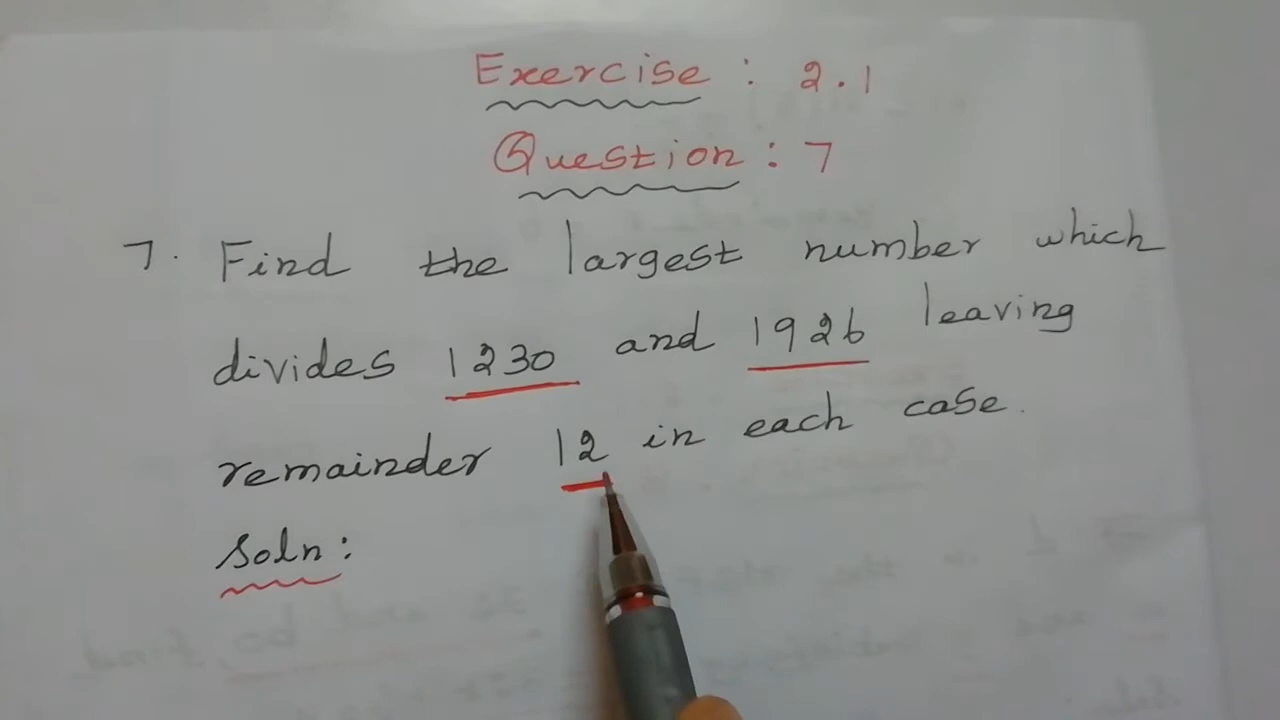 Exercise : 2.1
Question : 7
7. Find the largest number which
divides 1230 and 1926 leaving
remainder 12 in each case.
Soln: